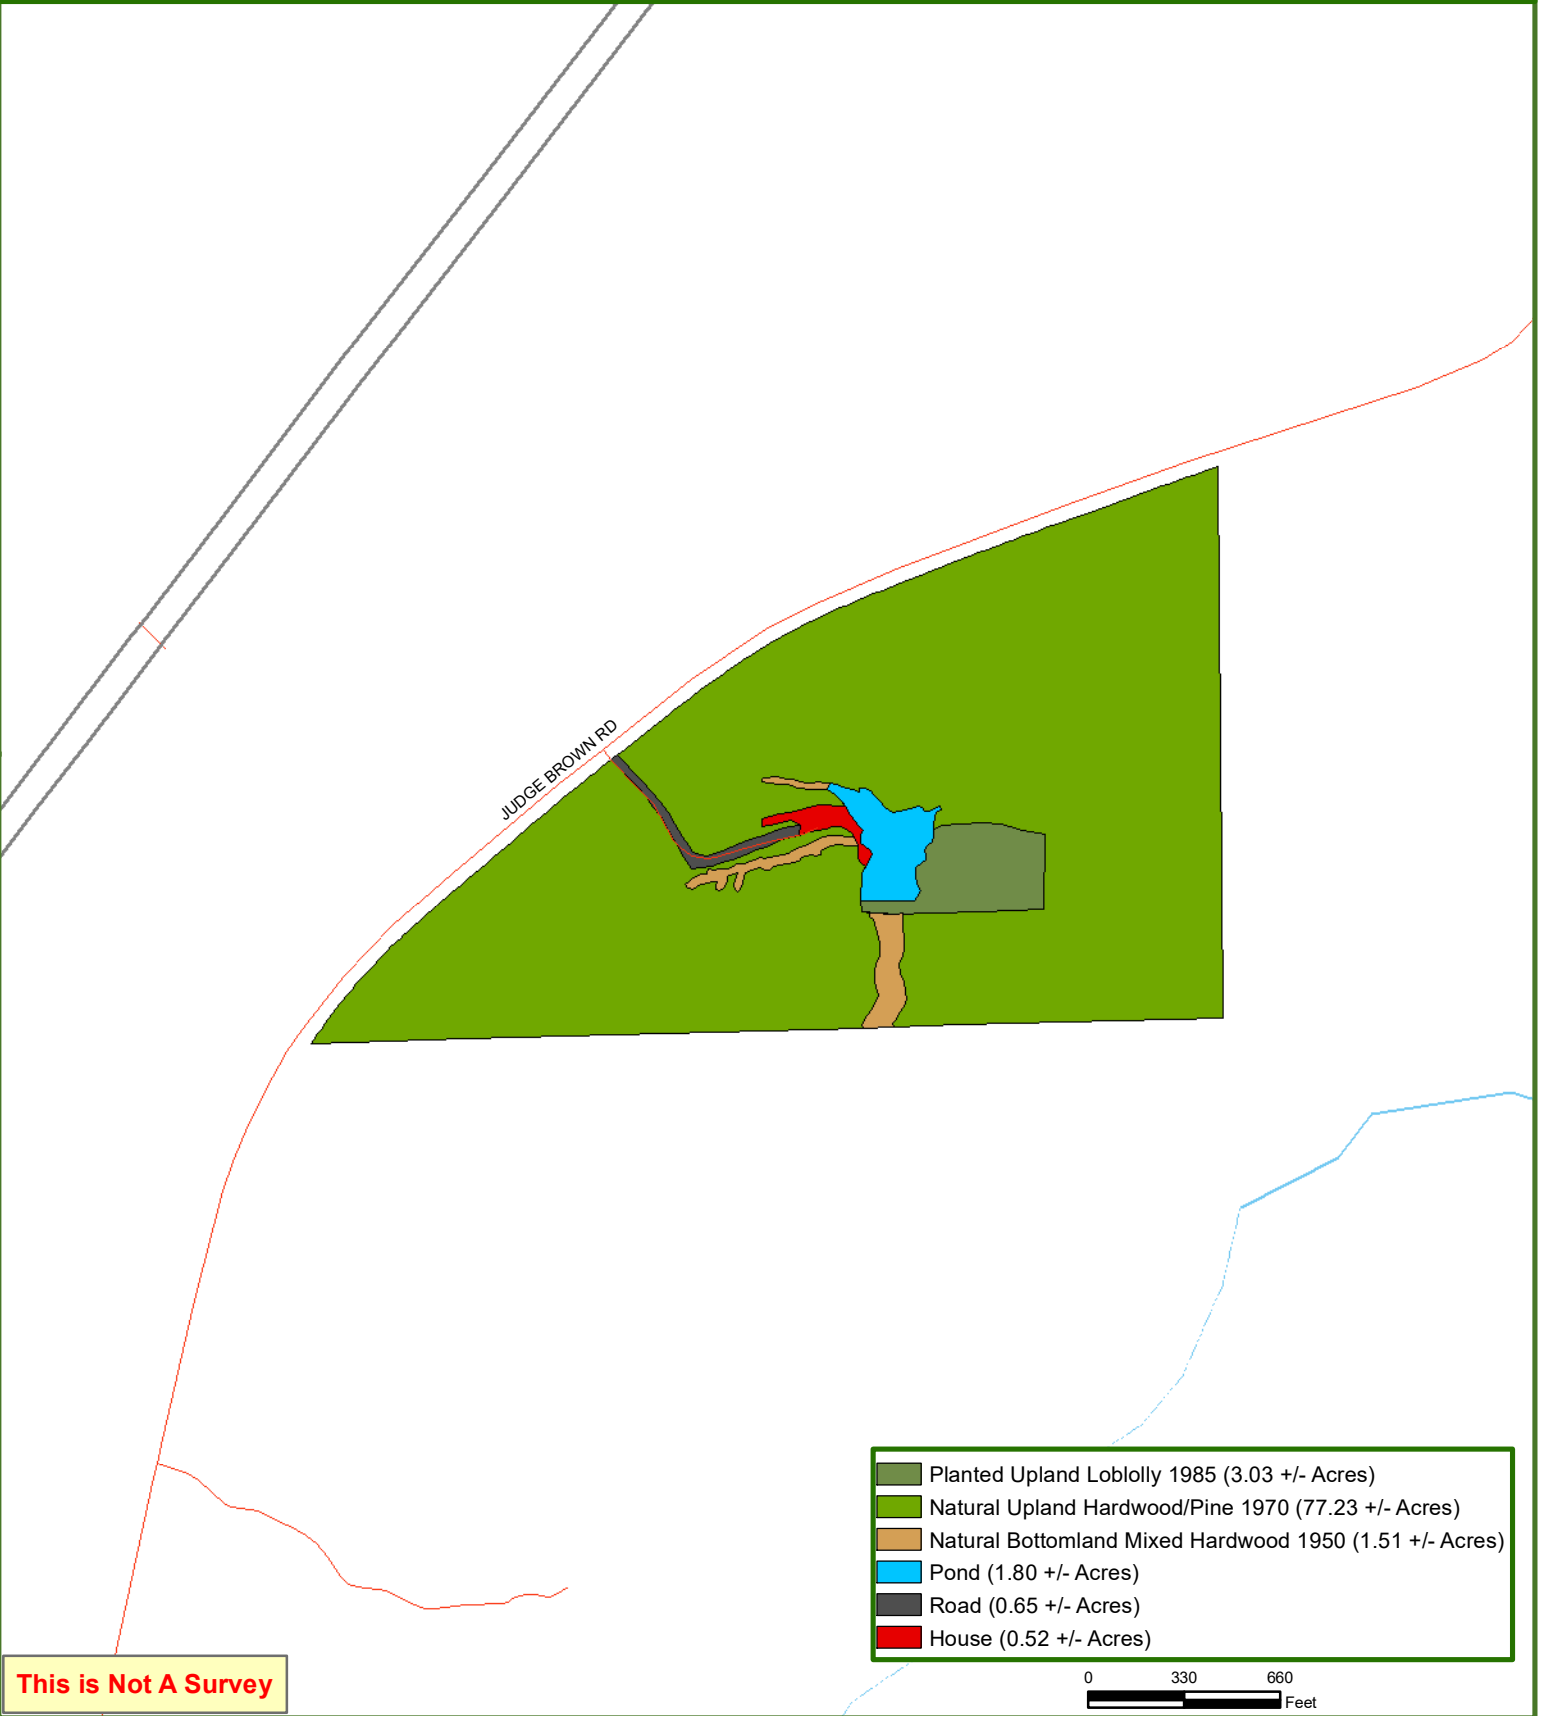 JUDGE BROWN RD
Planted Upland Loblolly 1985 (3.03 +/- Acres)
Natural Upland Hardwood/Pine 1970 (77.23 +/- Acres)
Natural Bottomland Mixed Hardwood 1950 (1.51 +/- Acres)
Pond (1.80 +/- Acres)
Road (0.65 +/- Acres)
House (0.52 +/- Acres)
This is Not A Survey
0 330 660
Feet